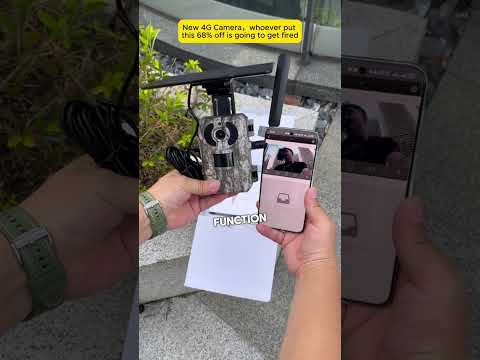 New 4G Camera，whoever put
this 68% off is going to get fired
FUNCTION